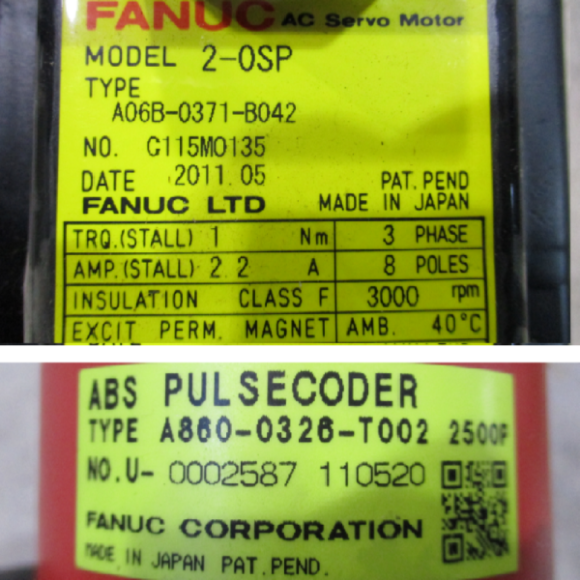 FANUC AC Servo Motor
MODEL 2-OSP
TYPE
A06B-0371-B042
NO. C115M0135
DATE 2011.05 PAT.PEND
FANUC LTD MADE IN JAPAN
TRQ.(STALL) 1 Nm 3 PHASE
AMP.(STALL) 2.2 A 8 POLES
INSULATION CLASS F 3000 rpm
EXCIT PERM. MAGNET AMB. 40°C
ABS PULSECODER
TYPE A860-0326-T002 2500P
NO.U- 0002587 110520
FANUC CORPORATION
MADE IN JAPAN PAT.PEND.